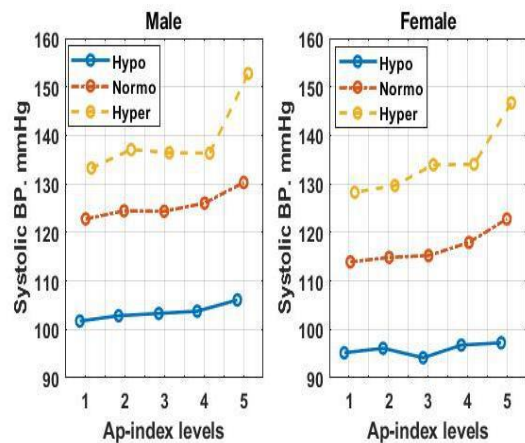 Male
160
150
140
130
120
110
100
90
Systolic BP. mmHg
Hypo
Normo
Hyper
1 2 3 4 5
Ap-index levels
Female
160
150
140
130
120
110
100
90
Systolic BP. mmHg
Hypo
Normo
Hyper
1 2 3 4 5
Ap-index levels